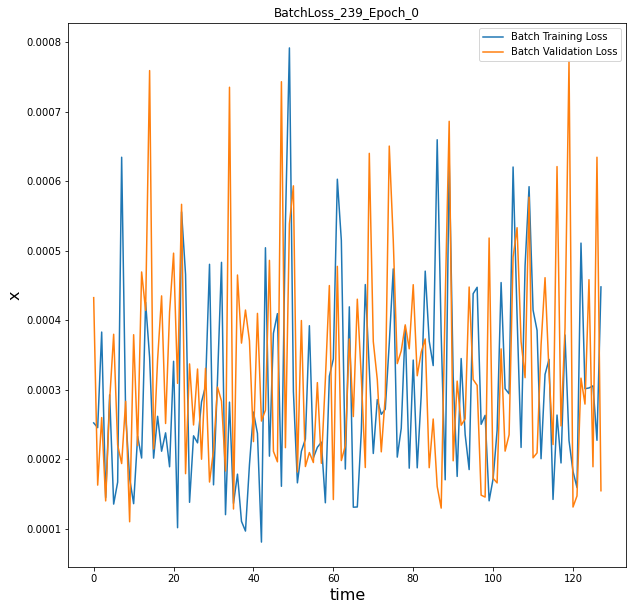 BatchLoss_239_Epoch_0
Batch Training Loss
Batch Validation Loss
0.0008
0.0007
0.0006
0.0005
0.0004
0.0003
0.0002
0.0001
x
0 20 40 60 80 100 120
time